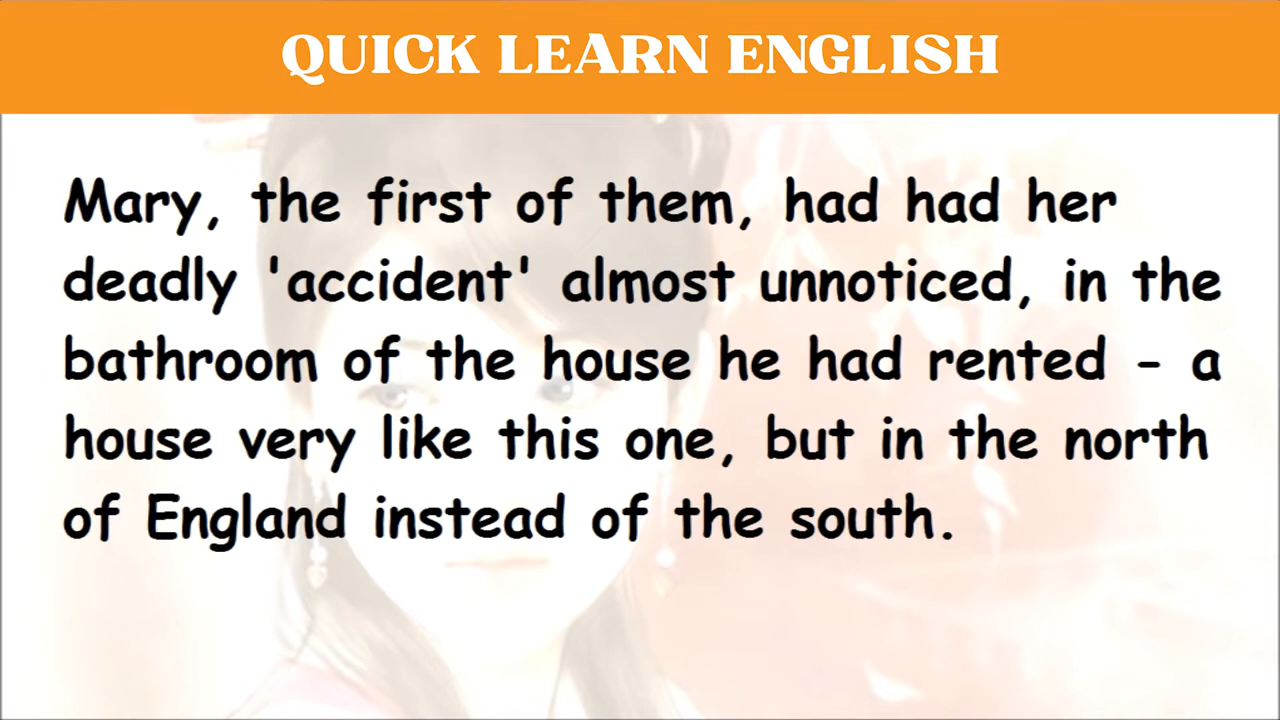 QUICK LEARN ENGLISH
Mary, the first of them, had had her
deadly 'accident' almost unnoticed, in the
bathroom of the house he had rented - a
house very like this one, but in the north
of England instead of the south.